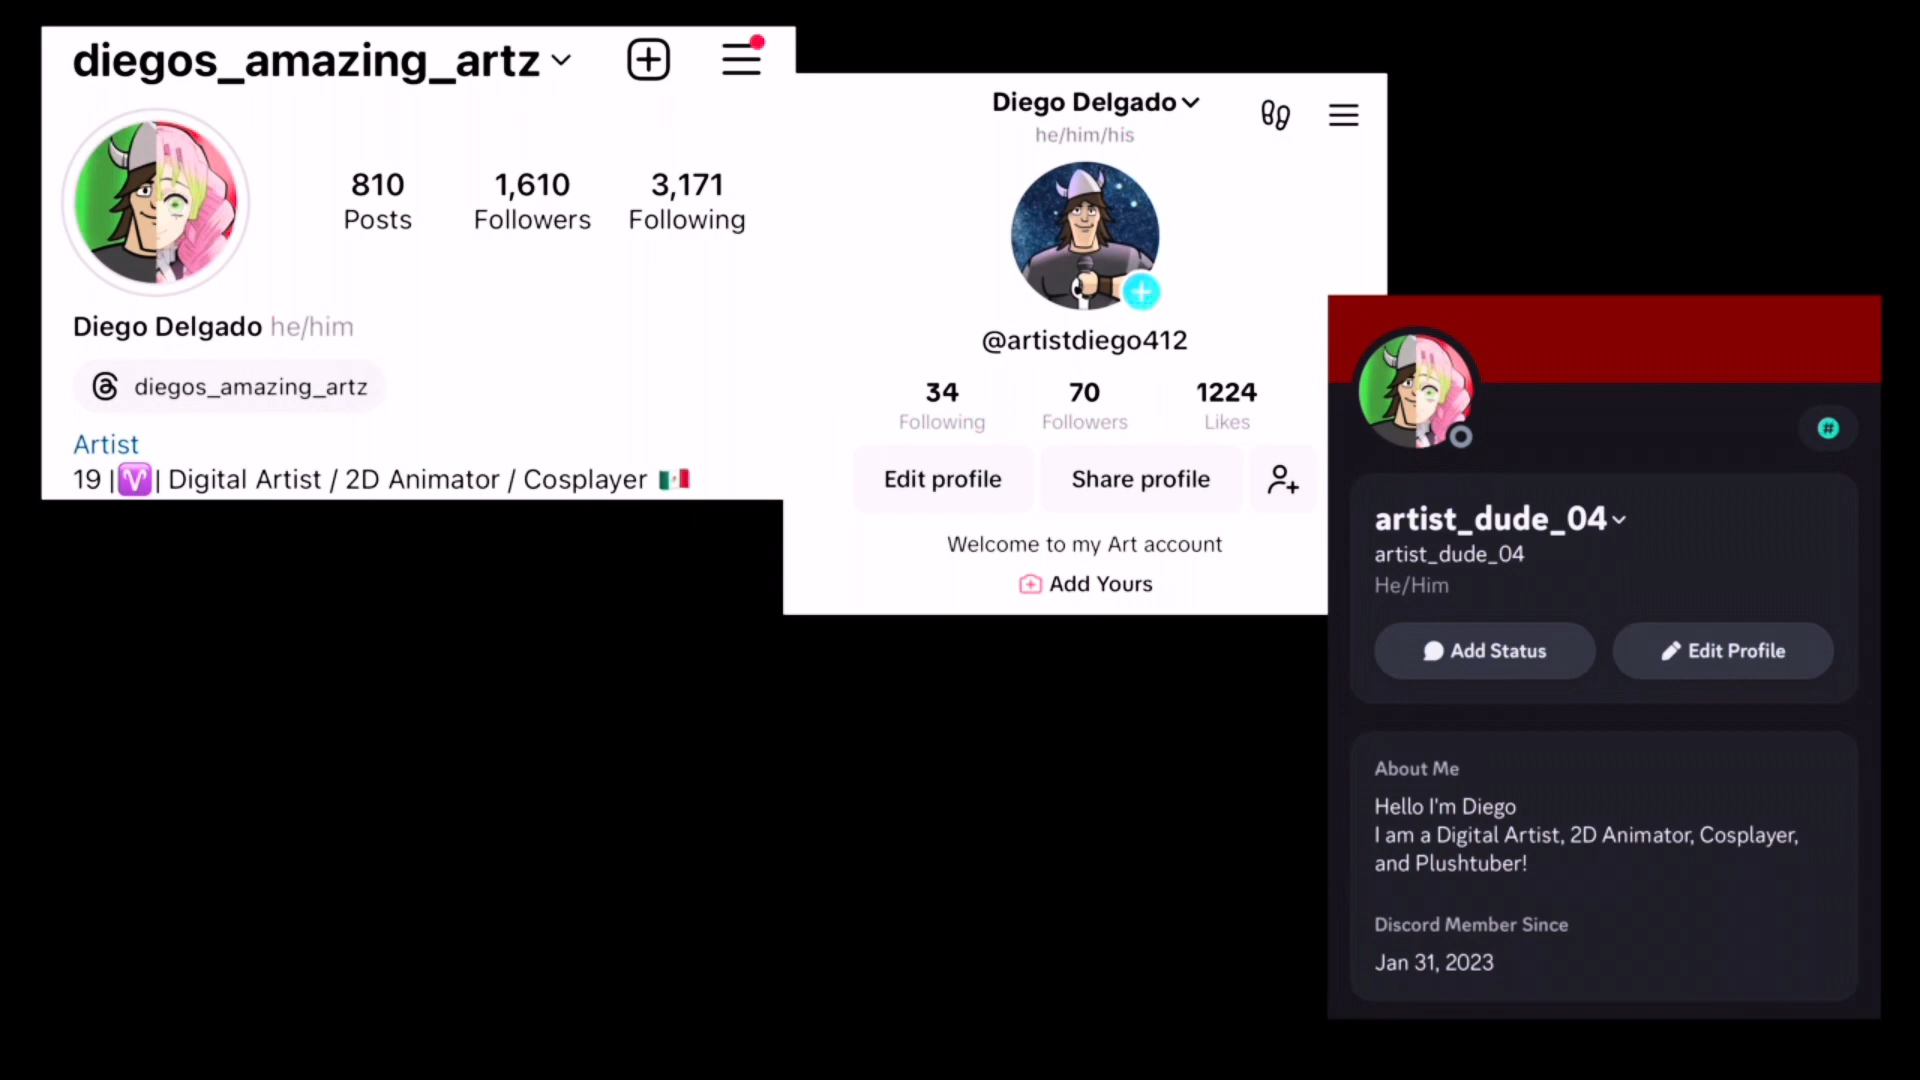 diegos_amazing_artz
810
Posts
1,610
Followers
3,171
Following
Diego Delgado he/him
diegos_amazing_artz
Artist
19 |♈| Digital Artist / 2D Animator / Cosplayer 🇲🇽
Diego Delgado
he/him/his
@artistdiego412
34
Following
70
Followers
1224
Likes
Edit profile
Share profile
Welcome to my Art account
Add Yours
#
artist_dude_04
artist_dude_04
He/Him
Add Status
Edit Profile
About Me
Hello I'm Diego
I am a Digital Artist, 2D Animator, Cosplayer,
and Plushtuber!
Discord Member Since
Jan 31, 2023